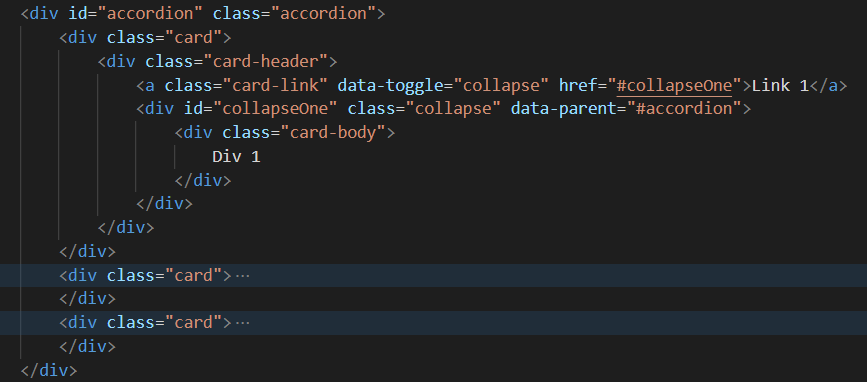 <div id="accordion" class="accordion">
    <div class="card">
        <div class="card-header">
            <a class="card-link" data-toggle="collapse" href="#collapseOne">Link 1</a>
            <div id="collapseOne" class="collapse" data-parent="#accordion">
                <div class="card-body">
                    Div 1
                </div>
            </div>
        </div>
    </div>
    <div class="card">···
    </div>
    <div class="card">···
    </div>
</div>